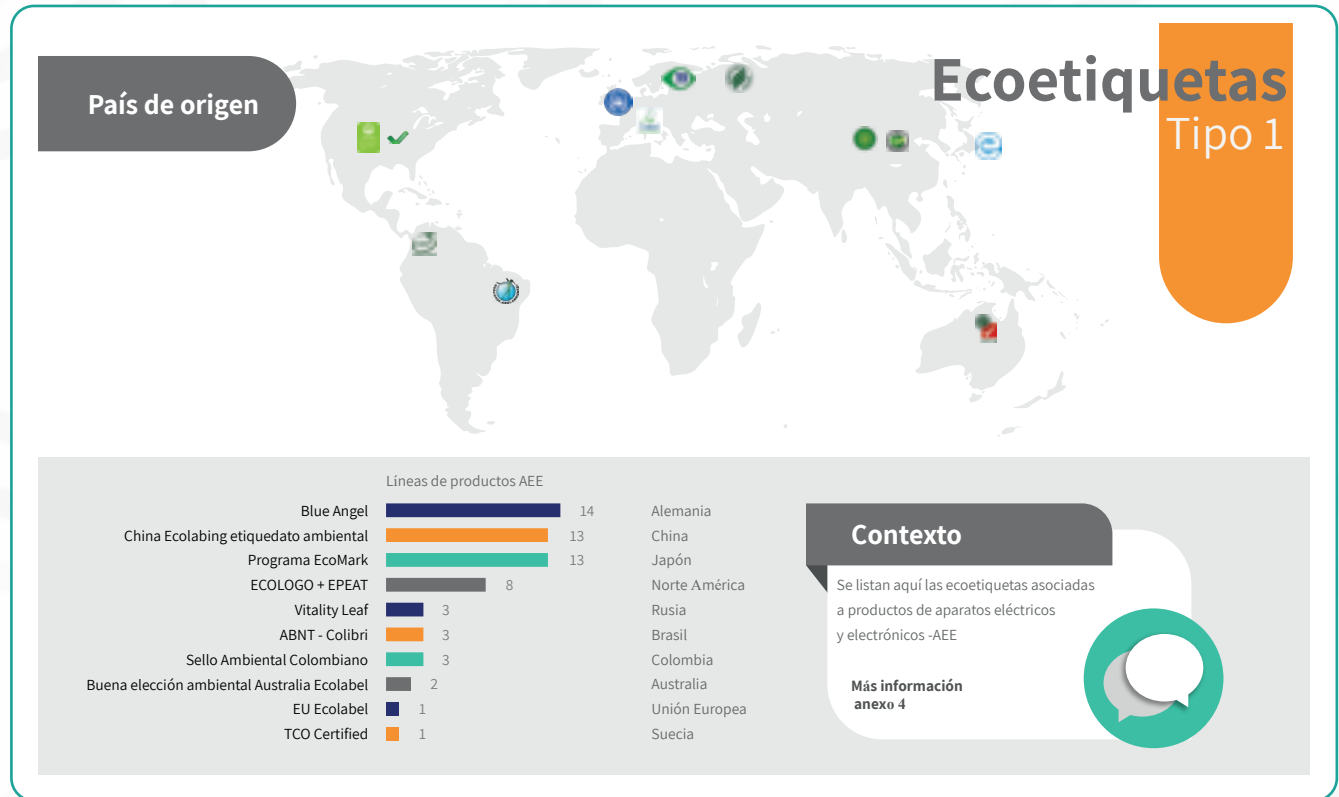 País de origen
Ecoetiquetas
Tipo 1
Líneas de productos AEE
Blue Angel 14 Alemania
China Ecolabing etiquedato ambiental 13 China
Programa EcoMark 13 Japón
ECOLOGO + EPEAT 8 Norte América
Vitality Leaf 3 Rusia
ABNT - Colibri 3 Brasil
Sello Ambiental Colombiano 3 Colombia
Buena elección ambiental Australia Ecolabel 2 Australia
EU Ecolabel 1 Unión Europea
TCO Certified 1 Suecia
Contexto
Se listan aquí las ecoetiquetas asociadas
a productos de aparatos eléctricos
y electrónicos -AEE
Más información
anexo 4